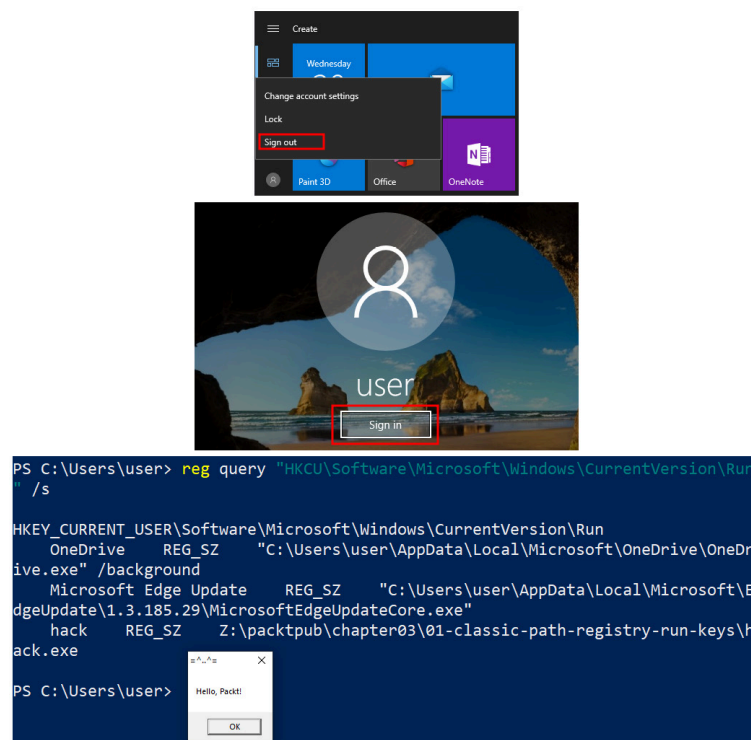 Create
Wednesday
Change account settings
Lock
Sign out
Paint 3D
Office
OneNote
user
Sign in
PS C:\Users\user> reg query "HKCU\Software\Microsoft\Windows\CurrentVersion\Run
" /s
HKEY_CURRENT_USER\Software\Microsoft\Windows\CurrentVersion\Run
OneDrive REG_SZ "C:\Users\user\AppData\Local\Microsoft\OneDrive\OneDr
ive.exe" /background
Microsoft Edge Update REG_SZ "C:\Users\user\AppData\Local\Microsoft\E
dgeUpdate\1.3.185.29\MicrosoftEdgeUpdateCore.exe"
hack REG_SZ Z:\packtpub\chapter03\01-classic-path-registry-run-keys\h
ack.exe
=^..^=
PS C:\Users\user>
Hello, Packt!
OK